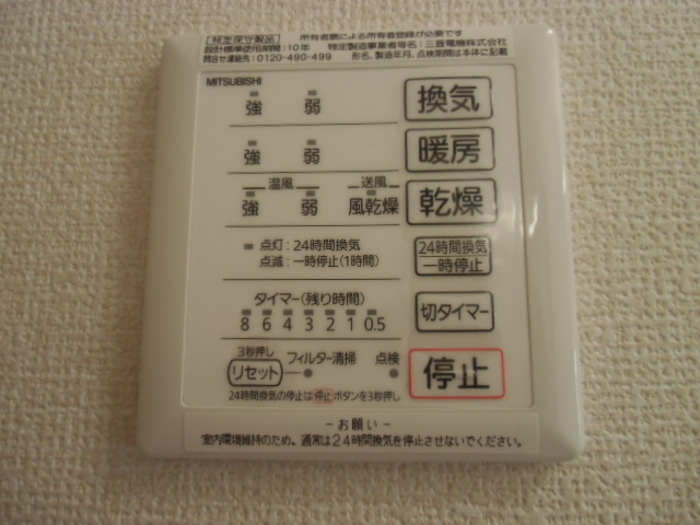 特定保守製品 所有者票による所有者登録が必要です
設計標準使用期間:10年 特定製造事業者等名:三菱電機株式会社
問合せ連絡先:0120-490-499 形名、製造年月、点検期間は本体に記載
MITSUBISHI
強 弱 換気
強 弱 暖房
温風 送風
強 弱 風乾燥 乾燥
点灯:24時間換気
点滅:一時停止(1時間)
24時間換気
一時停止
タイマー(残り時間)
8 6 4 3 2 1 0.5
切タイマー
3秒押し
リセット フィルター清掃 点検
停止
24時間換気の停止は停止ボタンを3秒押し
-お願い-
室内環境維持のため、通常は24時間換気を停止させないでください。